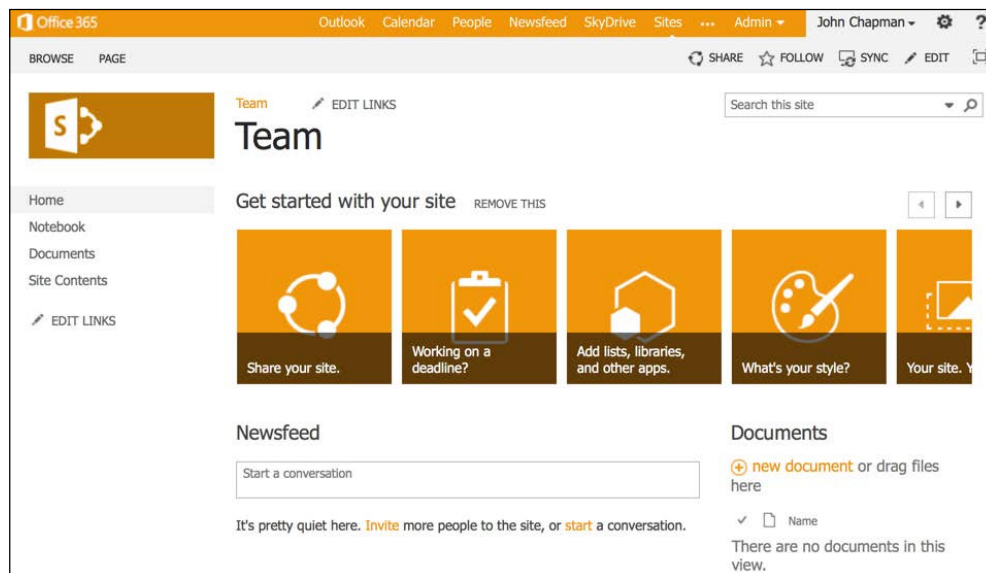 Office 365 Outlook Calendar People Newsfeed SkyDrive Sites ... Admin John Chapman ?
BROWSE PAGE SHARE FOLLOW SYNC EDIT
S
Team EDIT LINKS
Search this site
Team
Home
Notebook
Documents
Site Contents
EDIT LINKS
Get started with your site REMOVE THIS
Share your site.
Working on a
deadline?
Add lists, libraries,
and other apps.
What's your style?
Your site. Y
Newsfeed
Start a conversation
It's pretty quiet here. Invite more people to the site, or start a conversation.
Documents
new document or drag files
here
Name
There are no documents in this
view.